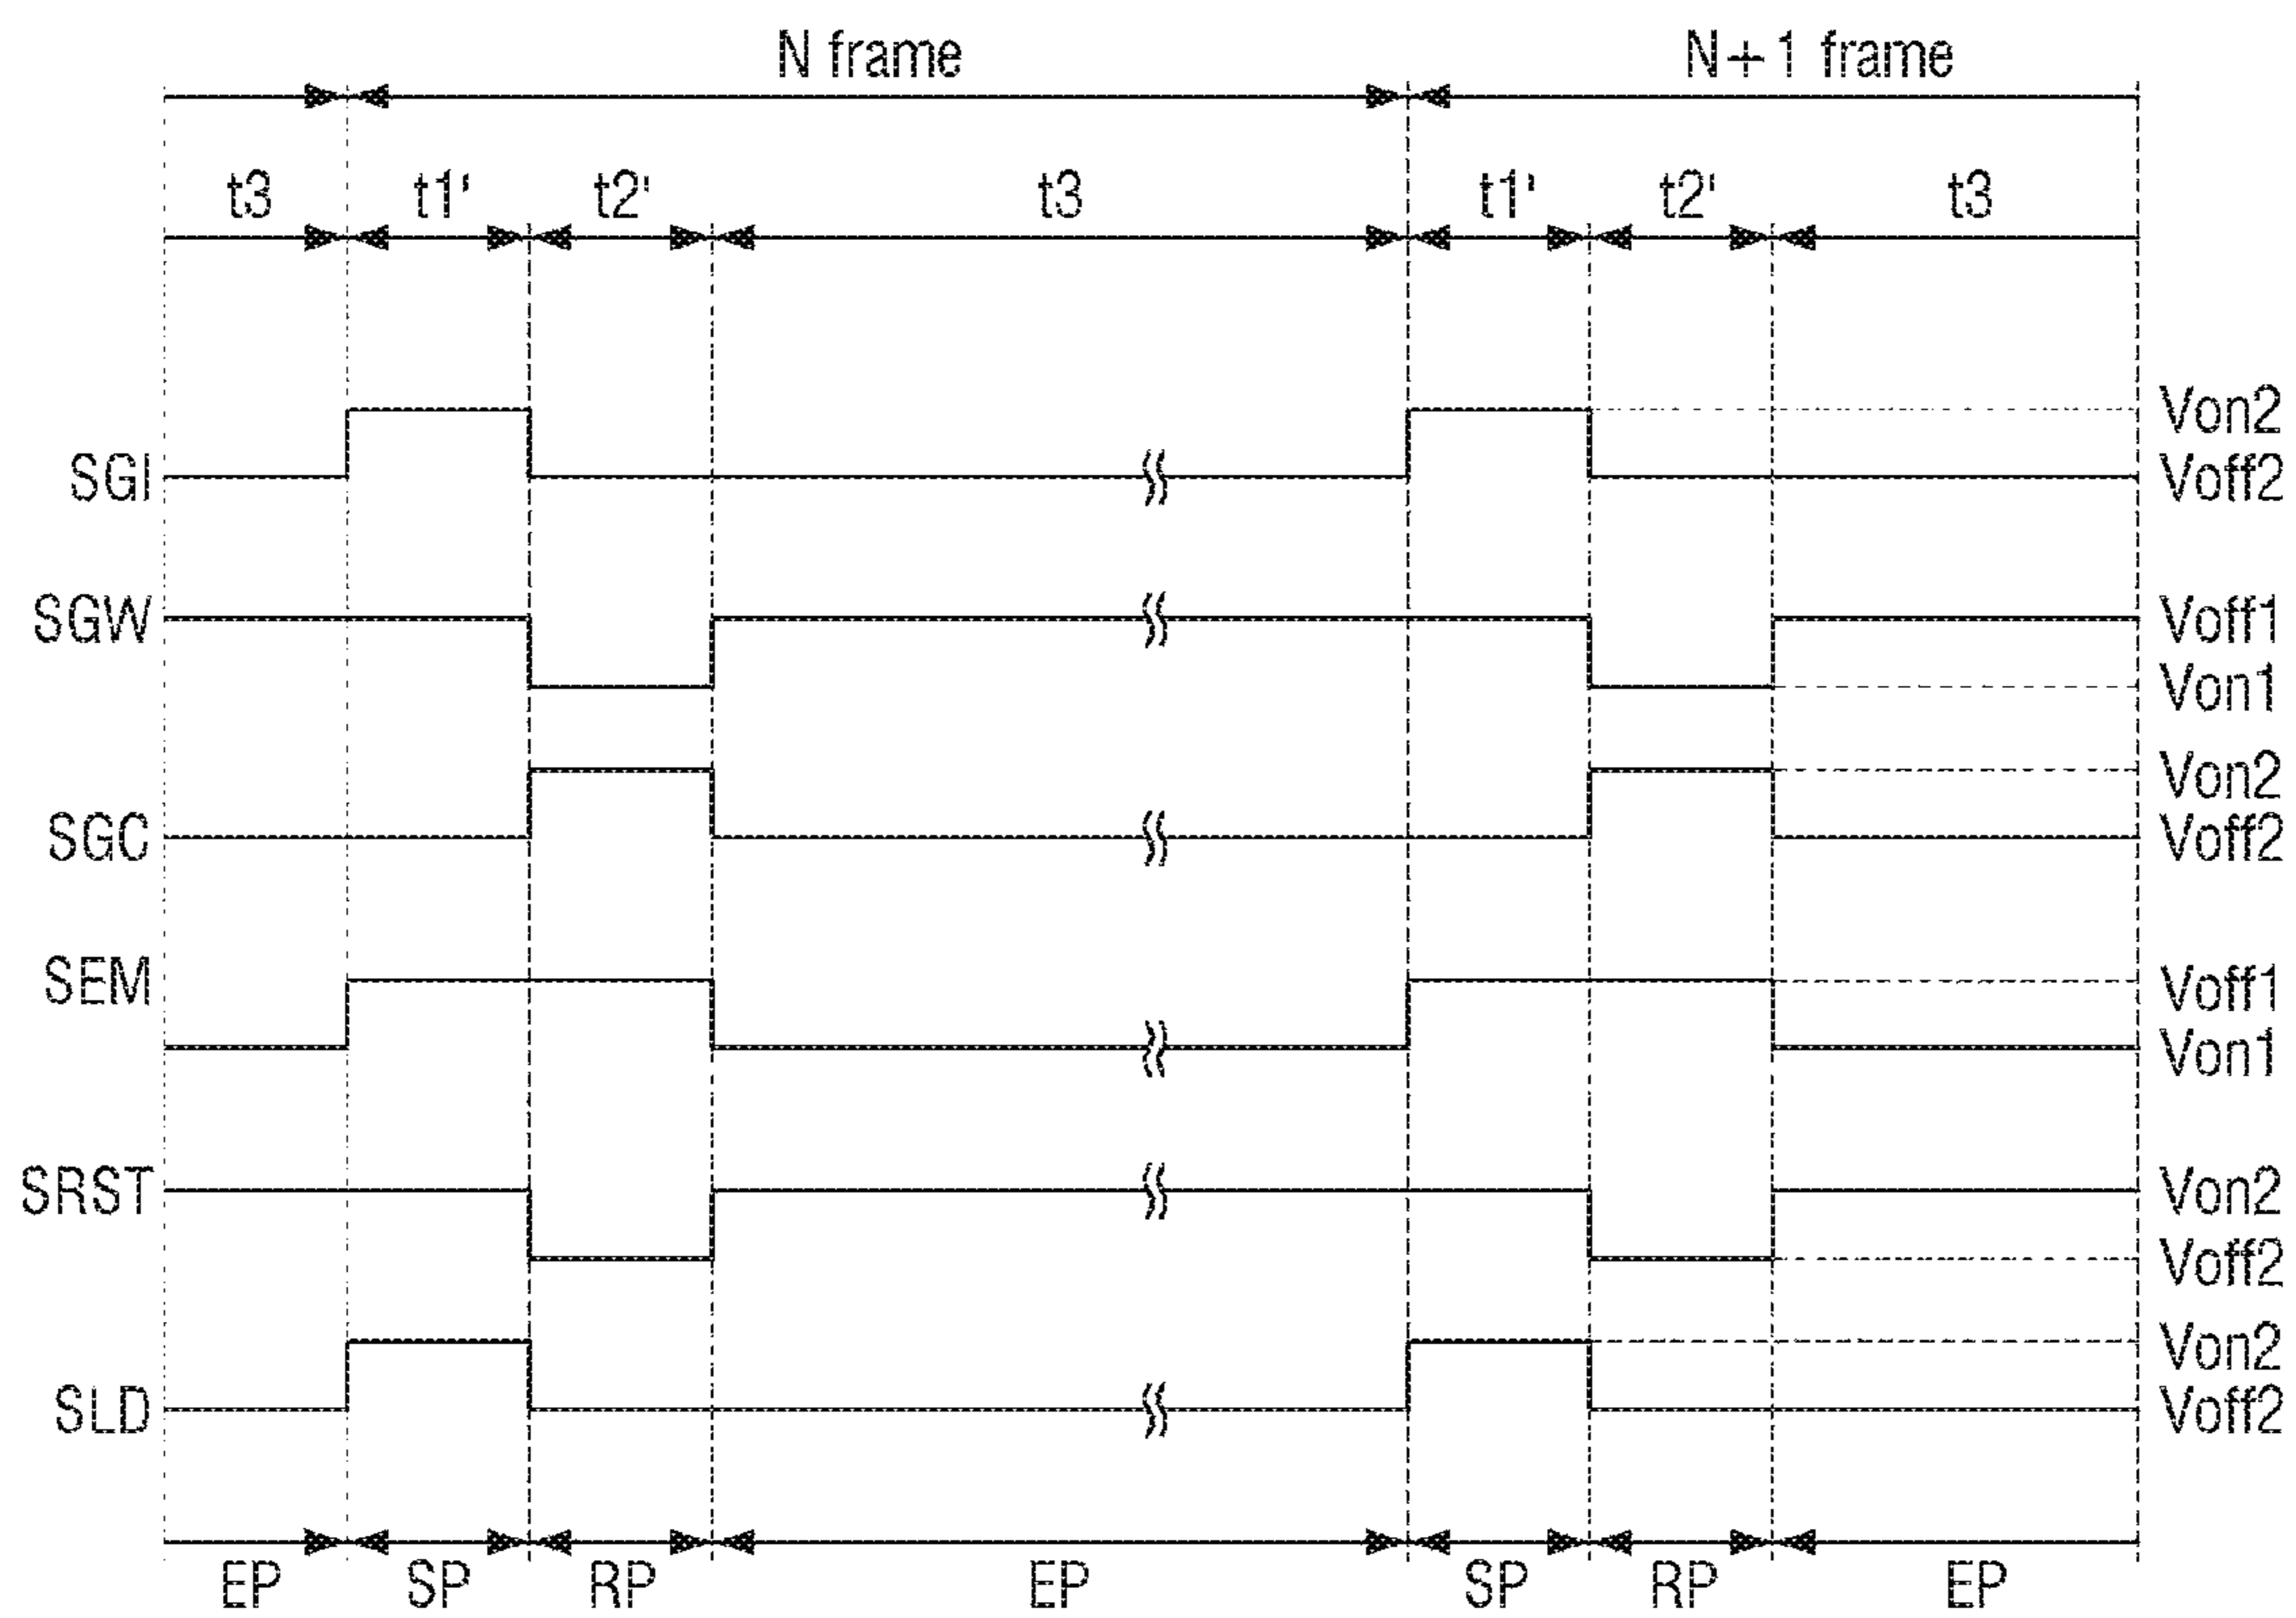 N frame N+1 frame
t3 t1' t2' t3 t1' t2' t3
Von2
SGI Voff2
SGW Voff1
Von1
Von2
SGC Voff2
SEM Voff1
Von1
SRST Von2
Voff2
Von2
SLD Voff2
EP SP RP EP SP RP EP